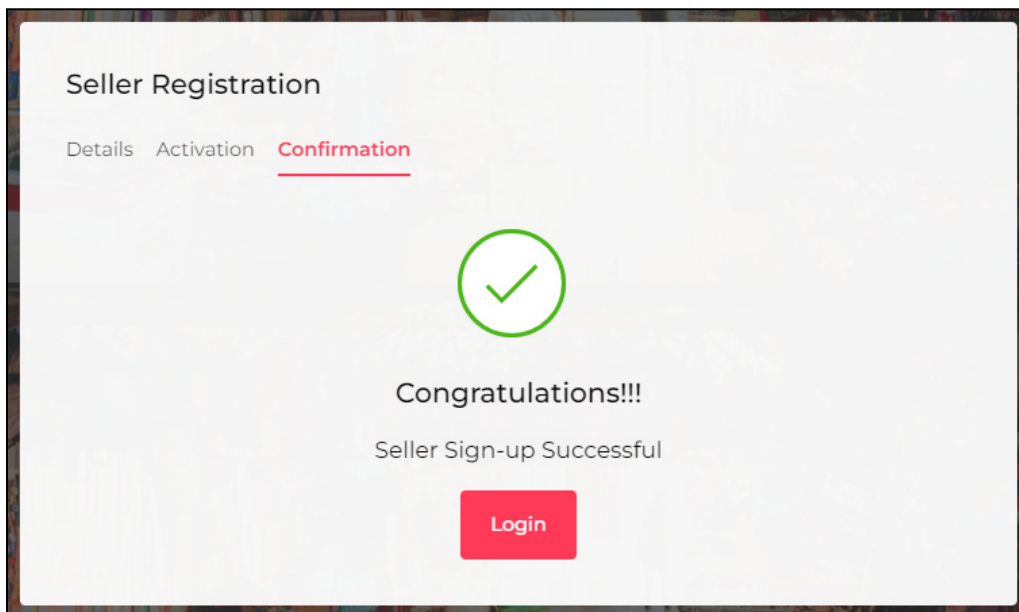 Seller Registration
Details Activation Confirmation
Congratulations!!!
Seller Sign-up Successful
Login